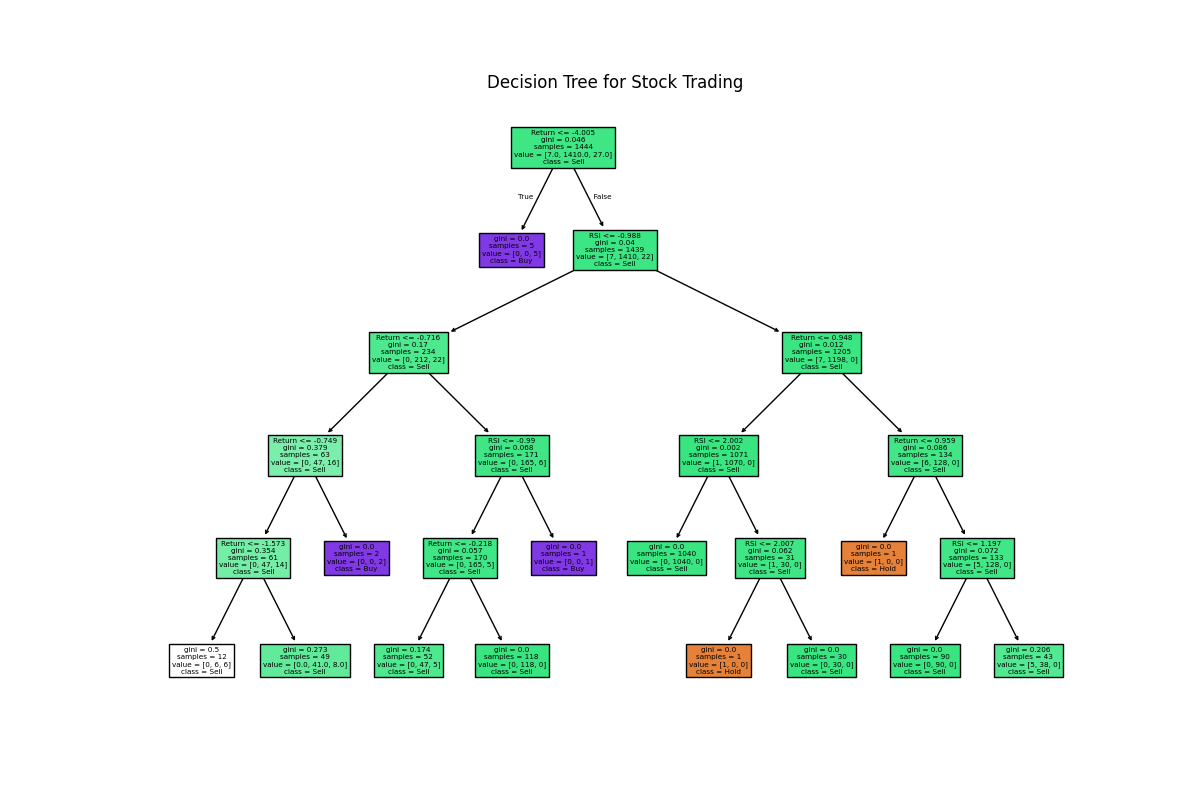 Decision Tree for Stock Trading
Return <= -4.005
gini = 0.046
samples = 1444
value = [7.0, 1410.0, 27.0]
class = Sell
True
False
gini = 0.0
samples = 5
value = [0, 0, 5]
class = Buy
RSI <= -0.988
gini = 0.04
samples = 1439
value = [7, 1410, 22]
class = Sell
Return <= -0.716
gini = 0.17
samples = 234
value = [0, 212, 22]
class = Sell
Return <= 0.948
gini = 0.012
samples = 1205
value = [7, 1198, 0]
class = Sell
Return <= -0.749
gini = 0.379
samples = 63
value = [0, 47, 16]
class = Sell
RSI <= -0.99
gini = 0.068
samples = 171
value = [0, 165, 6]
class = Sell
RSI <= 2.002
gini = 0.002
samples = 1071
value = [1, 1070, 0]
class = Sell
Return <= 0.959
gini = 0.086
samples = 134
value = [6, 128, 0]
class = Sell
Return <= -1.573
gini = 0.354
samples = 61
value = [0, 47, 14]
class = Sell
gini = 0.0
samples = 2
value = [0, 0, 2]
class = Buy
Return <= -0.218
gini = 0.057
samples = 170
value = [0, 165, 5]
class = Sell
gini = 0.0
samples = 1
value = [0, 0, 1]
class = Buy
gini = 0.0
samples = 1040
value = [0, 1040, 0]
class = Sell
RSI <= 2.007
gini = 0.062
samples = 31
value = [1, 30, 0]
class = Sell
gini = 0.0
samples = 1
value = [1, 0, 0]
class = Hold
RSI <= 1.197
gini = 0.072
samples = 133
value = [5, 128, 0]
class = Sell
gini = 0.5
samples = 12
value = [0, 6, 6]
class = Sell
gini = 0.273
samples = 49
value = [0.0, 41.0, 8.0]
class = Sell
gini = 0.174
samples = 52
value = [0, 47, 5]
class = Sell
gini = 0.0
samples = 118
value = [0, 118, 0]
class = Sell
gini = 0.0
samples = 1
value = [1, 0, 0]
class = Hold
gini = 0.0
samples = 30
value = [0, 30, 0]
class = Sell
gini = 0.0
samples = 90
value = [0, 90, 0]
class = Sell
gini = 0.206
samples = 43
value = [5, 38, 0]
class = Sell